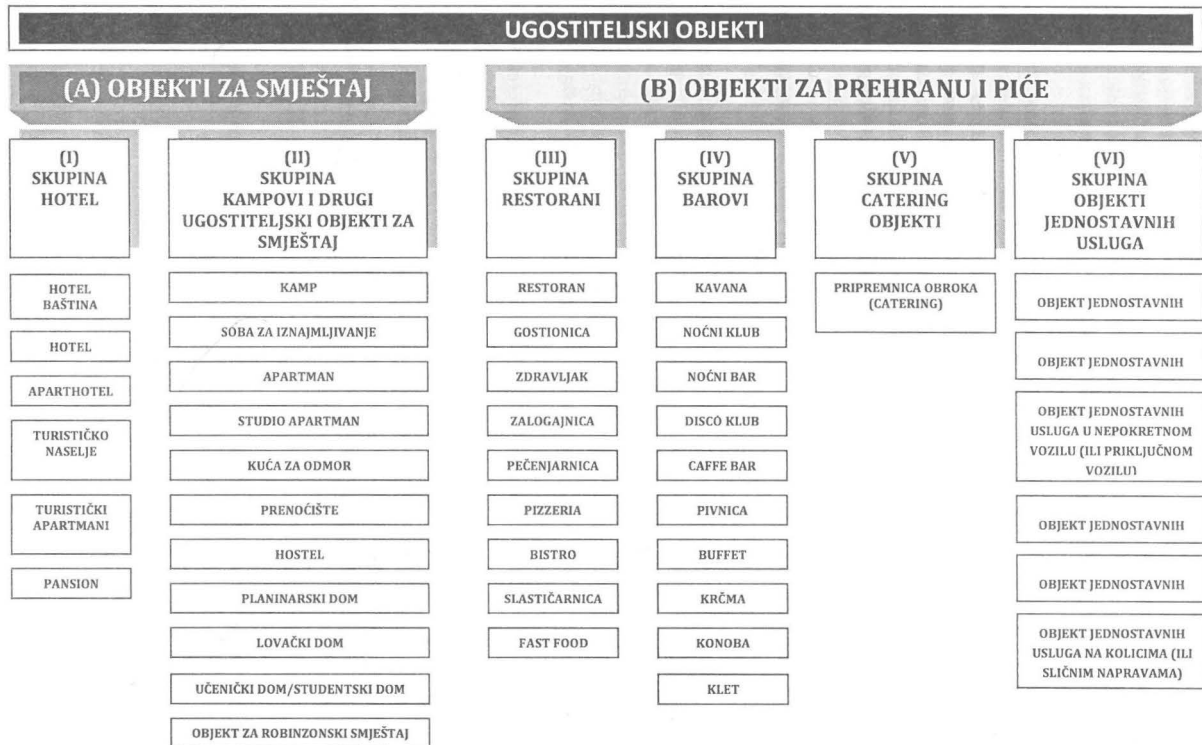 UGOSTITELJSKI OBJEKTI
(A) OBJEKTI ZA SMJEŠTAJ
(B) OBJEKTI ZA PREHRANU I PIĆE
(I)
SKUPINA
HOTEL
(II)
SKUPINA
KAMPOVI I DRUGI
UGOSTITELJSKI OBJEKTI ZA
SMJEŠTAJ
(III)
SKUPINA
RESTORANI
(IV)
SKUPINA
BAROVI
(V)
SKUPINA
CATERING
OBJEKTI
(VI)
SKUPINA
OBJEKTI
JEDNOSTAVNIH
USLUGA
HOTEL
BAŠTINA
HOTEL
APARTHOTEL
TURISTIČKO
NASELJE
TURISTIČKI
APARTMANI
PANSION
KAMP
SOBA ZA IZNAJMLJIVANJE
APARTMAN
STUDIO APARTMAN
KUĆA ZA ODMOR
PRENOĆIŠTE
HOSTEL
PLANINARSKI DOM
LOVAČKI DOM
UČENIČKI DOM/STUDENTSKI DOM
OBJEKT ZA ROBINZONSKI SMJEŠTAJ
RESTORAN
GOSTIONICA
ZDRAVLJAK
ZALOGAJNICA
PEČENJARNICA
PIZZERIA
BISTRO
SLASTIČARNICA
FAST FOOD
KAVANA
NOĆNI KLUB
NOĆNI BAR
DISCO KLUB
CAFFE BAR
PIVNICA
BUFFET
KRČMA
KONOBA
KLET
PRIPREMNICA OBROKA
(CATERING)
OBJEKT JEDNOSTAVNIH
OBJEKT JEDNOSTAVNIH
OBJEKT JEDNOSTAVNIH
USLUGA U NEPOKRETNOM
VOZILU (ILI PRIKLJUČNOM
VOZILU)
OBJEKT JEDNOSTAVNIH
OBJEKT JEDNOSTAVNIH
OBJEKT JEDNOSTAVNIH
USLUGA NA KOLICIMA (ILI
SLIČNIM NAPRAVAMA)